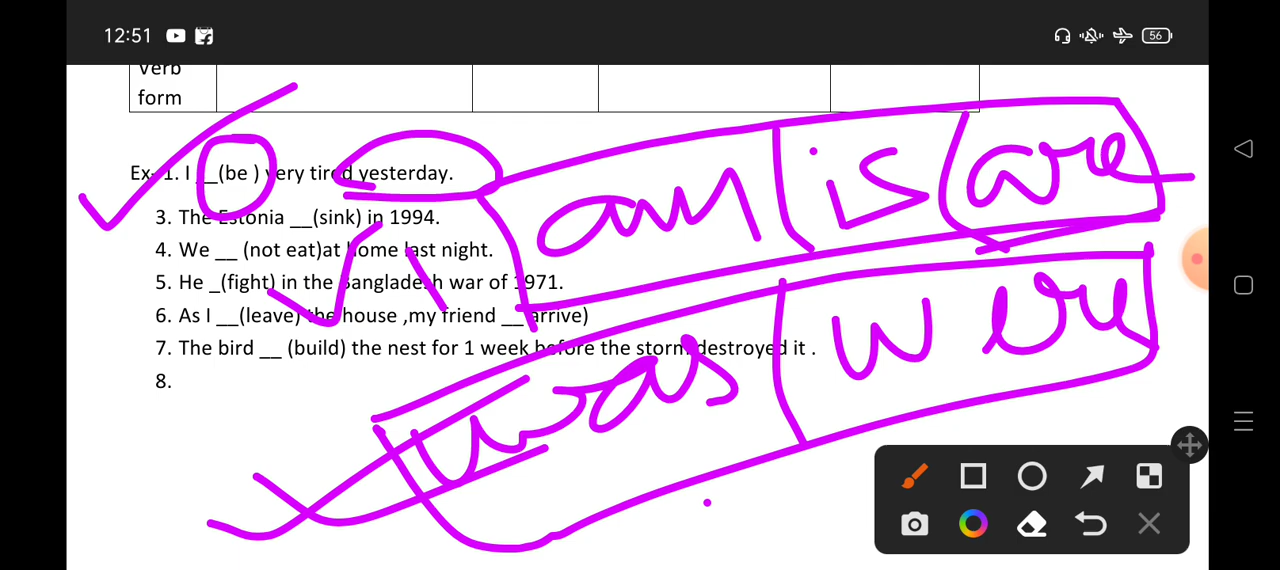 12:51 56
Verb
form
Ex- 1. I __(be ) very tired yesterday.
am is are
3. The Estonia __(sink) in 1994.
4. We __ (not eat)at home last night.
5. He _(fight) in the Bangladesh war of 1971.
6. As I __(leave) the house ,my friend __ arrive)
7. The bird __ (build) the nest for 1 week before the storm destroyed it .
8.
was were